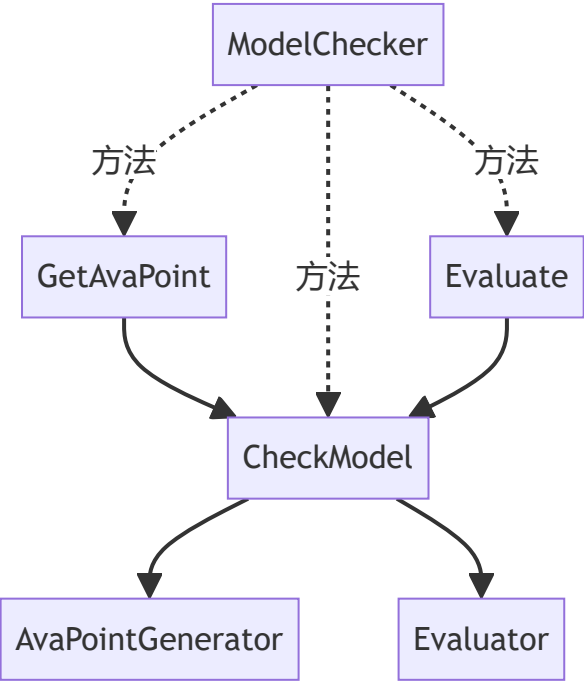 ModelChecker
方法
方法
GetAvaPoint
方法
Evaluate
CheckModel
AvaPointGenerator
Evaluator